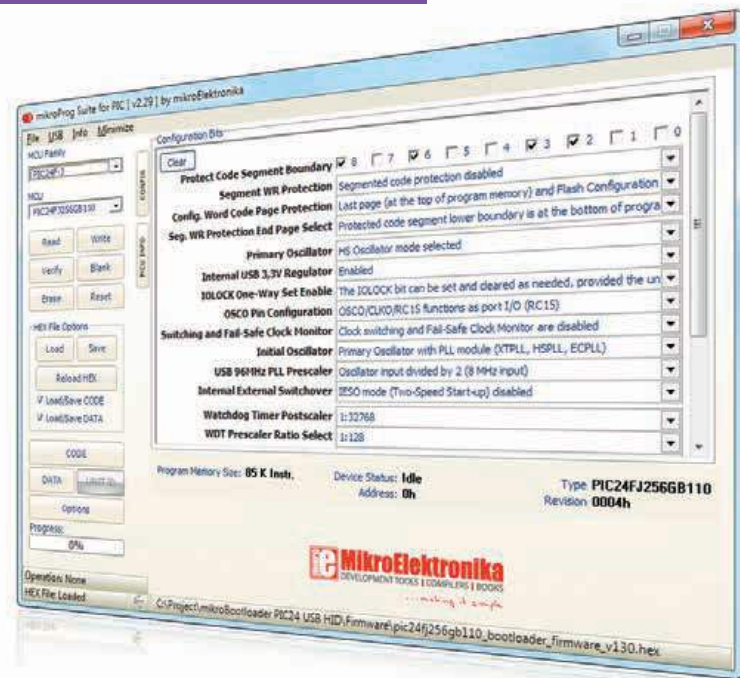 mikroProg Suite for PIC [ v2.29 ] by mikroElektronika
File USB Info Minimize
MCU Family
PIC24F-J
MCU
PIC24FJ256GB110
Read Write
Verify Blank
Erase Reset
HEX File Options
Load Save
Reload HEX
Load/Save CODE
Load/Save DATA
CODE
DATA UNIT ID
Options
Progress:
0%
Operation: None
HEX File: Loaded
CONFIG
MCU INFO
Configuration Bits
Clear
Protect Code Segment Boundary 8 7 6 5 4 3 2 1 0
Segment WR Protection Segmented code protection disabled
Config. Word Code Page Protection Last page (at the top of program memory) and Flash Configuration
Seg. WR Protection End Page Select Protected code segment lower boundary is at the bottom of progra
Primary Oscillator HS Oscillator mode selected
Internal USB 3,3V Regulator Enabled
IOLOCK One-Way Set Enable The IOLOCK bit can be set and cleared as needed, provided the un
OSCO Pin Configuration OSCO/CLKO/RC15 functions as port I/O (RC15)
Switching and Fail-Safe Clock Monitor Clock switching and Fail-Safe Clock Monitor are disabled
Initial Oscillator Primary Oscillator with PLL module (XTPLL, HSPLL, ECPLL)
USB 96MHz PLL Prescaler Oscillator input divided by 2 (8 MHz input)
Internal External Switchover IESO mode (Two-Speed Start-up) disabled
Watchdog Timer Postscaler 1:32768
WDT Prescaler Ratio Select 1:128
Program Memory Size: 85 K Instr. Device Status: Idle Type PIC24FJ256GB110
Address: 0h Revision 0004h
MikroElektronika
DEVELOPMENT TOOLS | COMPILERS | BOOKS
...making it simple
C:\Project\mikroBootloader PIC24 USB HID\Firmware\pic24fj256gb110_bootloader_firmware_v130.hex